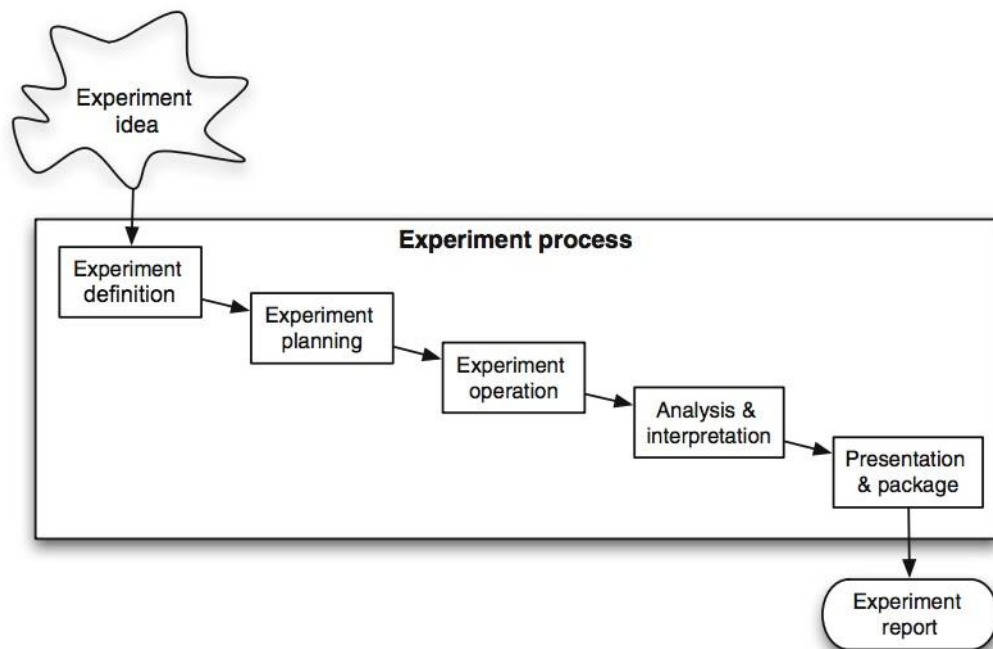 Experiment
idea
Experiment process
Experiment
definition
Experiment
planning
Experiment
operation
Analysis &
interpretation
Presentation
& package
Experiment
report